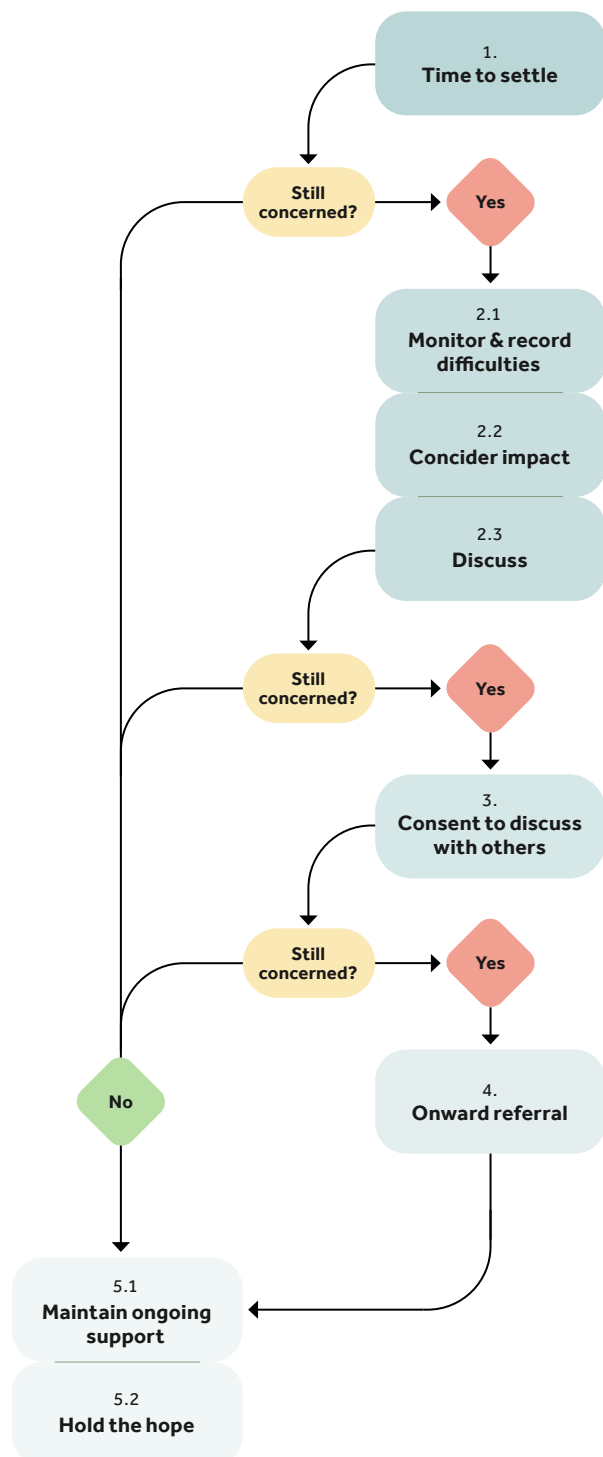 1.
Time to settle
Still
concerned?
Yes
2.1
Monitor & record
difficulties
2.2
Concider impact
2.3
Discuss
Still
concerned?
Yes
3.
Consent to discuss
with others
Still
concerned?
Yes
No
4.
Onward referral
5.1
Maintain ongoing
support
5.2
Hold the hope